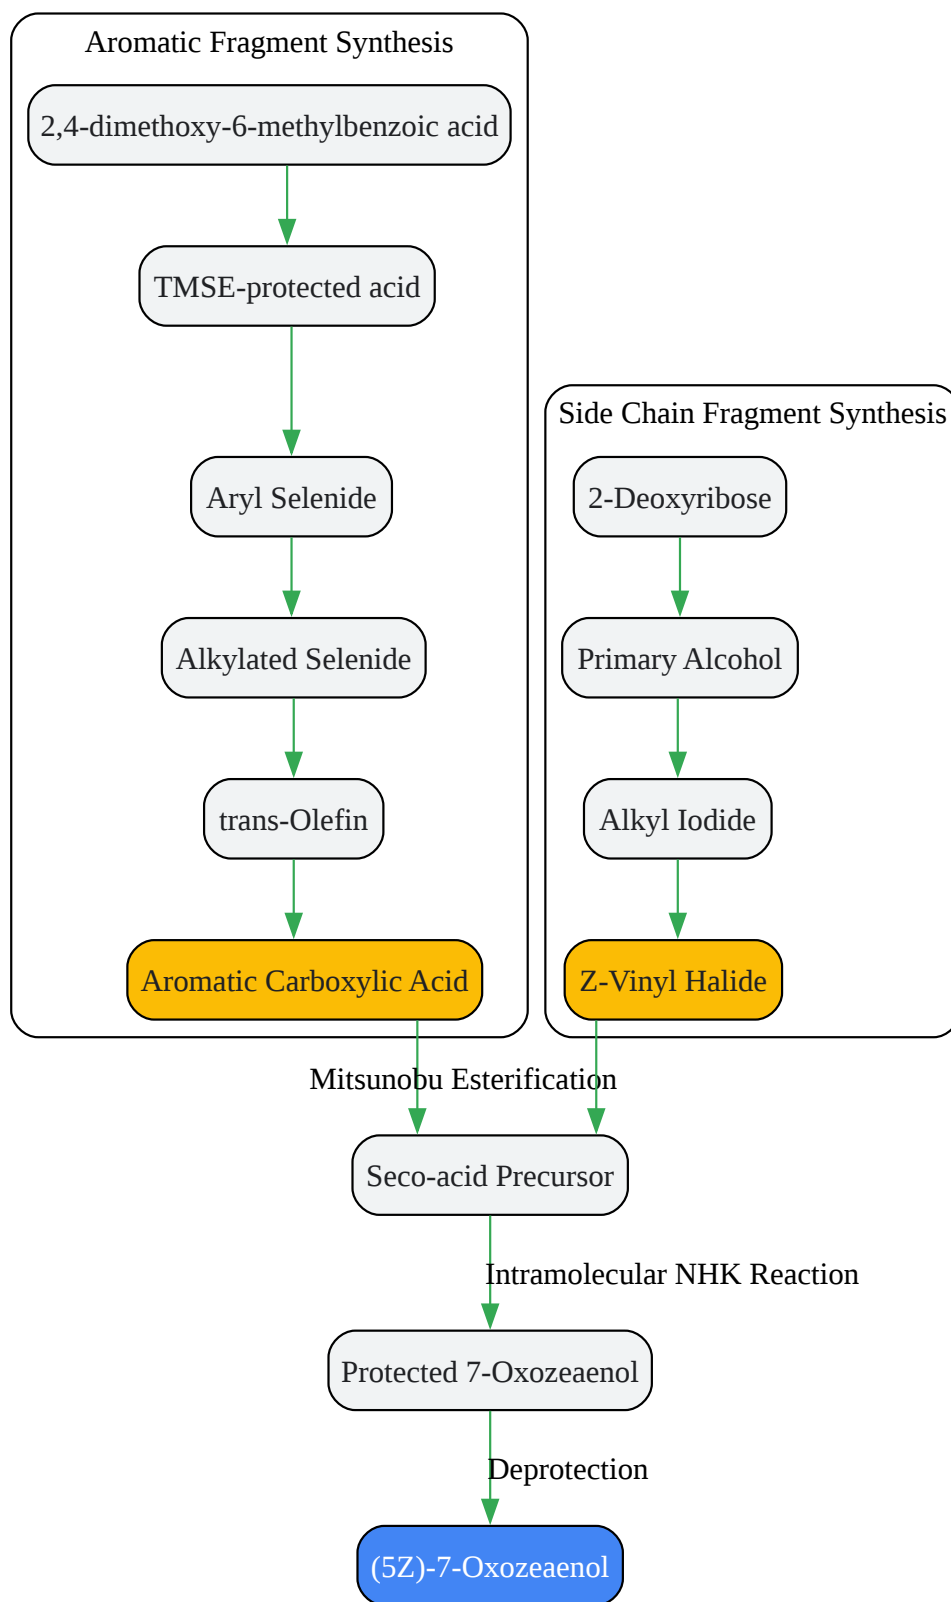 Aromatic Fragment Synthesis
2,4-dimethoxy-6-methylbenzoic acid
TMSE-protected acid
Aryl Selenide
Alkylated Selenide
trans-Olefin
Aromatic Carboxylic Acid
Side Chain Fragment Synthesis
2-Deoxyribose
Primary Alcohol
Alkyl Iodide
Z-Vinyl Halide
Mitsunobu Esterification
Seco-acid Precursor
Intramolecular NHK Reaction
Protected 7-Oxozeaenol
Deprotection
(5Z)-7-Oxozeaenol